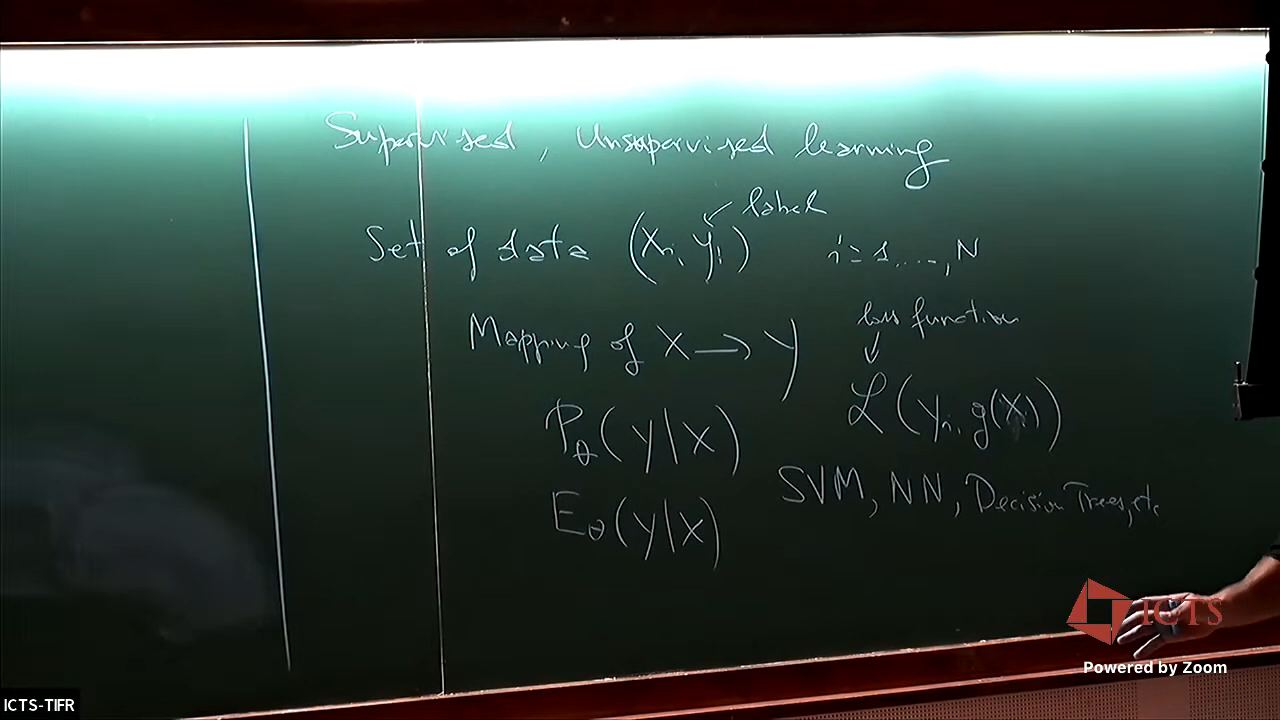 Supervised, Unsupervised learning
label
Set of data (Xi, yi) i = 1, ...., N
Mapping of X → Y
loss function
Pθ(Y|X) ℒ(yi, g(Xi))
SVM, NN, Decision Trees, etc
Eθ(Y|X)
ICTS
Powered by Zoom
ICTS-TIFR